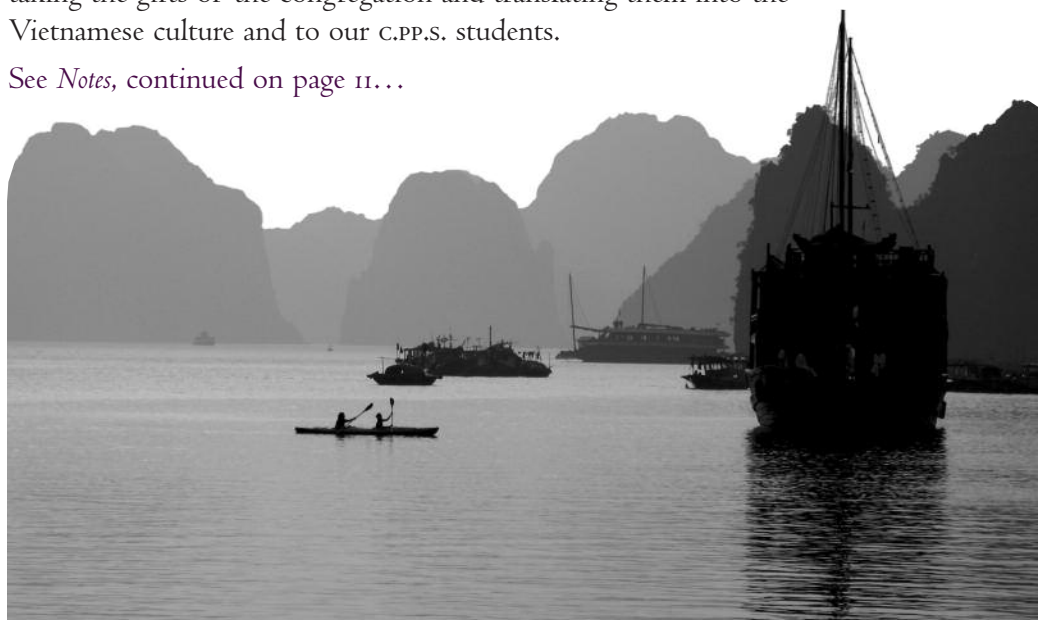 taking the gifts of the congregation and translating them into the
Vietnamese culture and to our C.PP.S. students.
See Notes, continued on page 11…